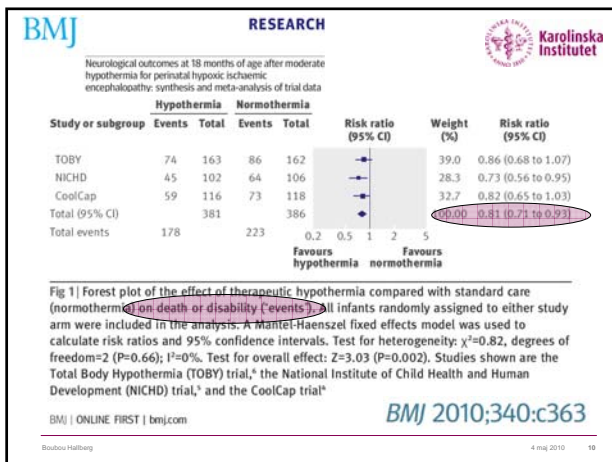 BMJ
RESEARCH
Karolinska
Institutet
KAROLINSKA INSTITUTET
ANNO 1810
Neurological outcomes at 18 months of age after moderate
hypothermia for perinatal hypoxic ischaemic
encephalopathy: synthesis and meta-analysis of trial data
Hypothermia Normothermia
Study or subgroup Events Total Events Total Risk ratio Weight Risk ratio
(95% CI) (%) (95% CI)
TOBY 74 163 86 162 39.0 0.86 (0.68 to 1.07)
NICHD 45 102 64 106 28.3 0.73 (0.56 to 0.95)
CoolCap 59 116 73 118 32.7 0.82 (0.65 to 1.03)
Total (95% CI) 381 386 100.00 0.81 (0.71 to 0.93)
Total events 178 223 0.2 0.5 1 2 5
Favours Favours
hypothermia normothermia
Fig 1 | Forest plot of the effect of therapeutic hypothermia compared with standard care
(normothermia) on death or disability ("events"). All infants randomly assigned to either study
arm were included in the analysis. A Mantel-Haenszel fixed effects model was used to
calculate risk ratios and 95% confidence intervals. Test for heterogeneity: χ²=0.82, degrees of
freedom=2 (P=0.66); I²=0%. Test for overall effect: Z=3.03 (P=0.002). Studies shown are the
Total Body Hypothermia (TOBY) trial,⁶ the National Institute of Child Health and Human
Development (NICHD) trial,⁵ and the CoolCap trial⁴
BMJ | ONLINE FIRST | bmj.com
BMJ 2010;340:c363
Boubou Hallberg 4 maj 2010 10